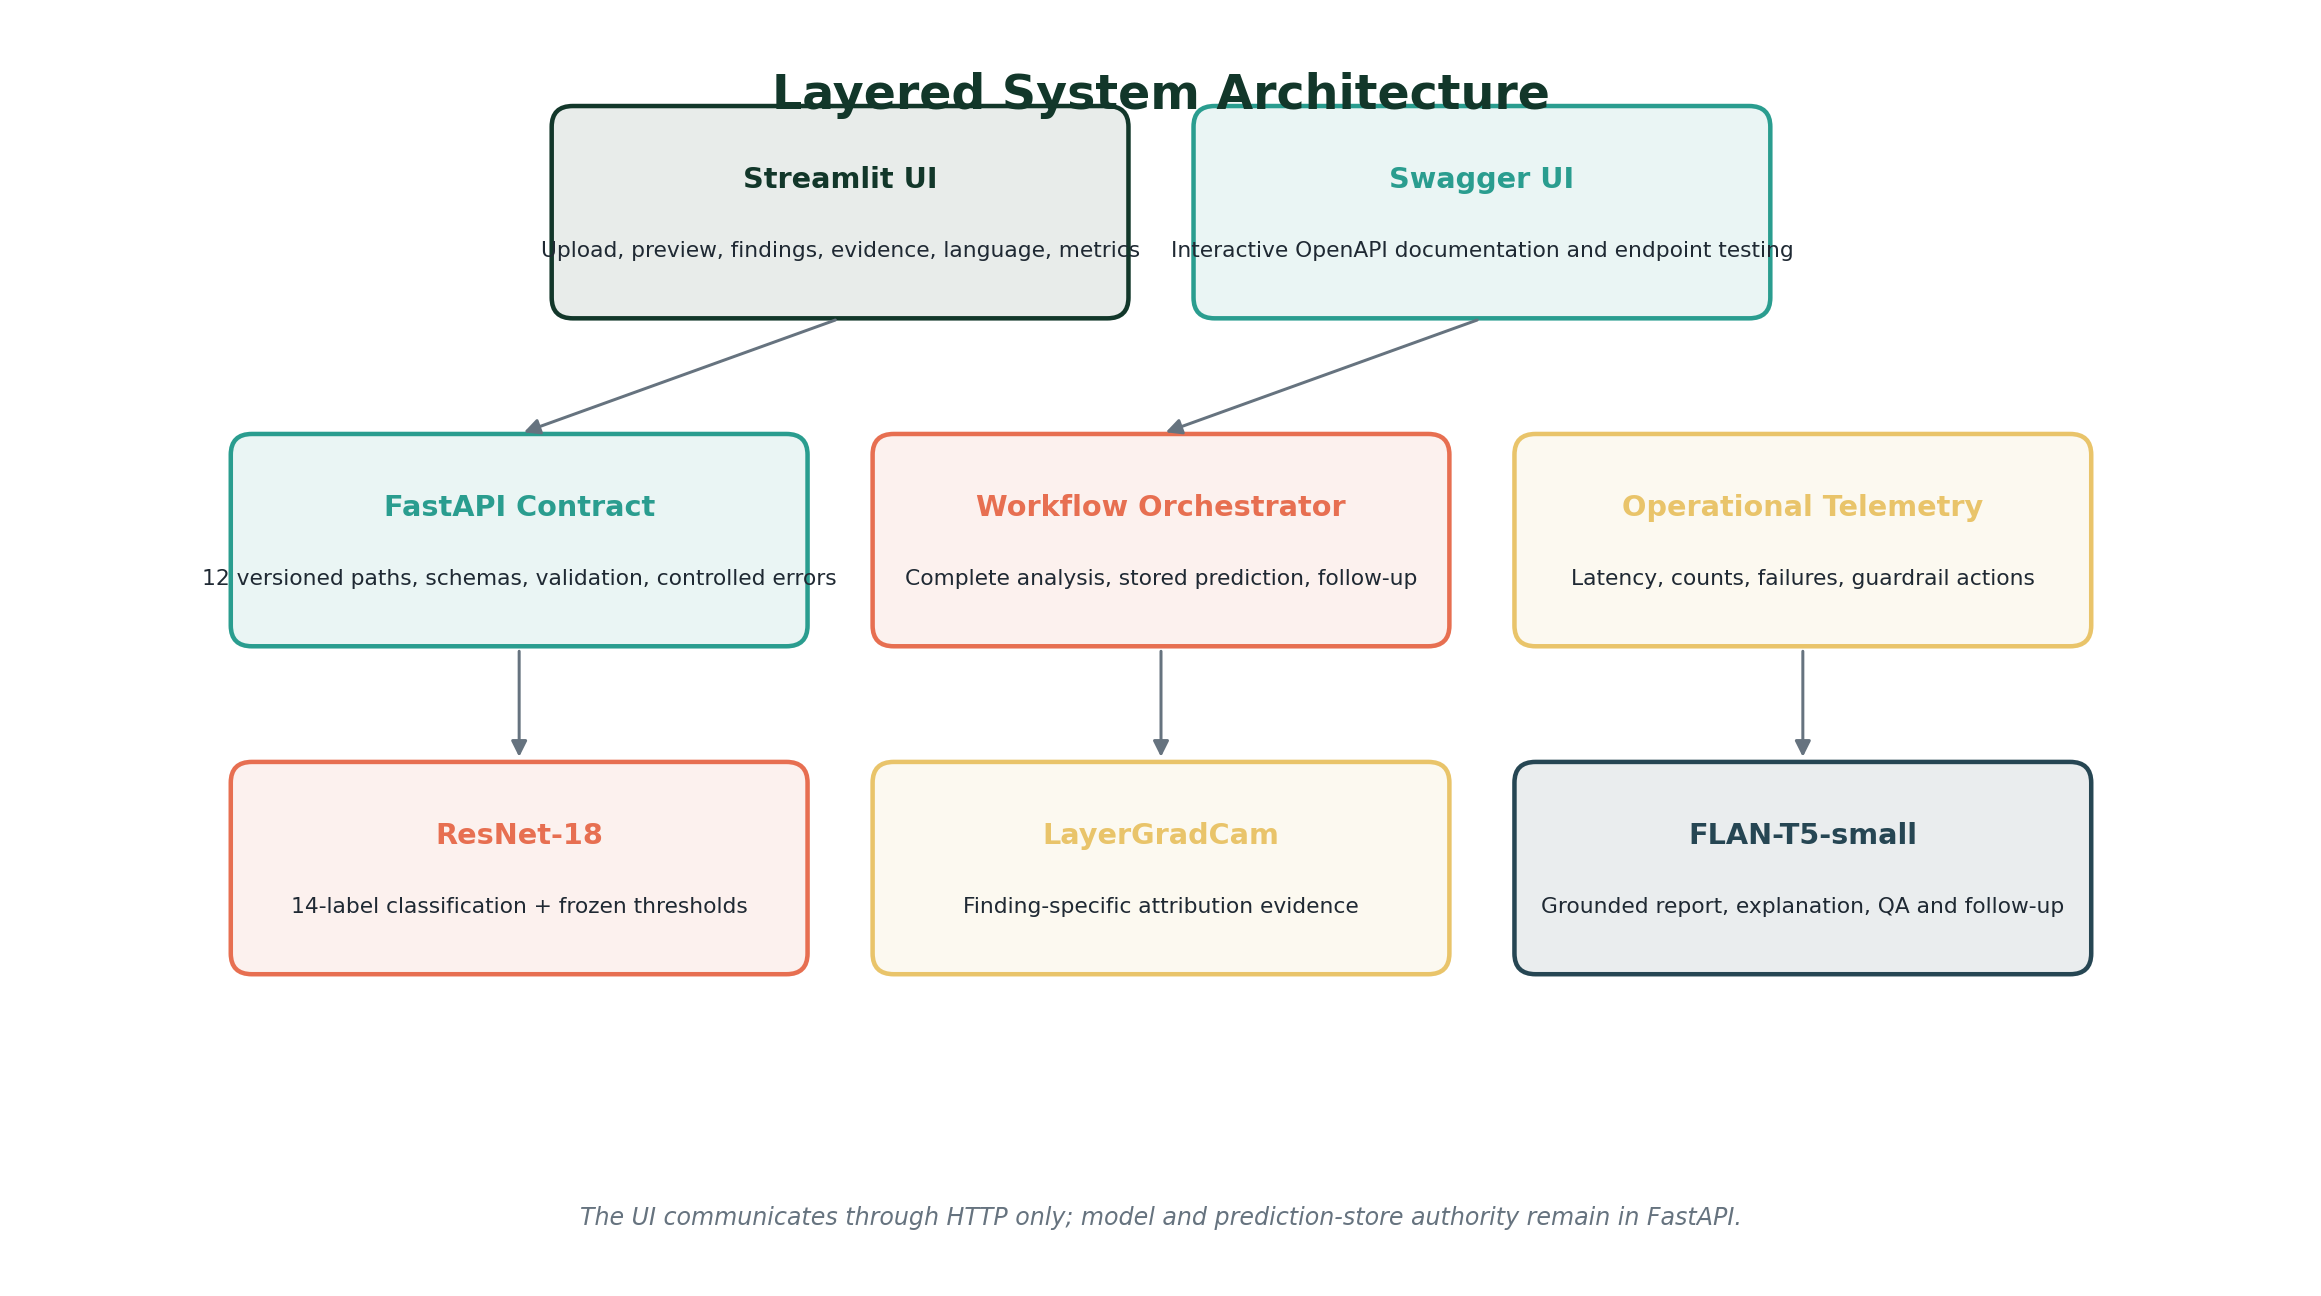 Layered System Architecture
Streamlit UI
Upload, preview, findings, evidence, language, metrics
Swagger UI
Interactive OpenAPI documentation and endpoint testing
FastAPI Contract
12 versioned paths, schemas, validation, controlled errors
Workflow Orchestrator
Complete analysis, stored prediction, follow-up
Operational Telemetry
Latency, counts, failures, guardrail actions
ResNet-18
14-label classification + frozen thresholds
LayerGradCam
Finding-specific attribution evidence
FLAN-T5-small
Grounded report, explanation, QA and follow-up
The UI communicates through HTTP only; model and prediction-store authority remain in FastAPI.